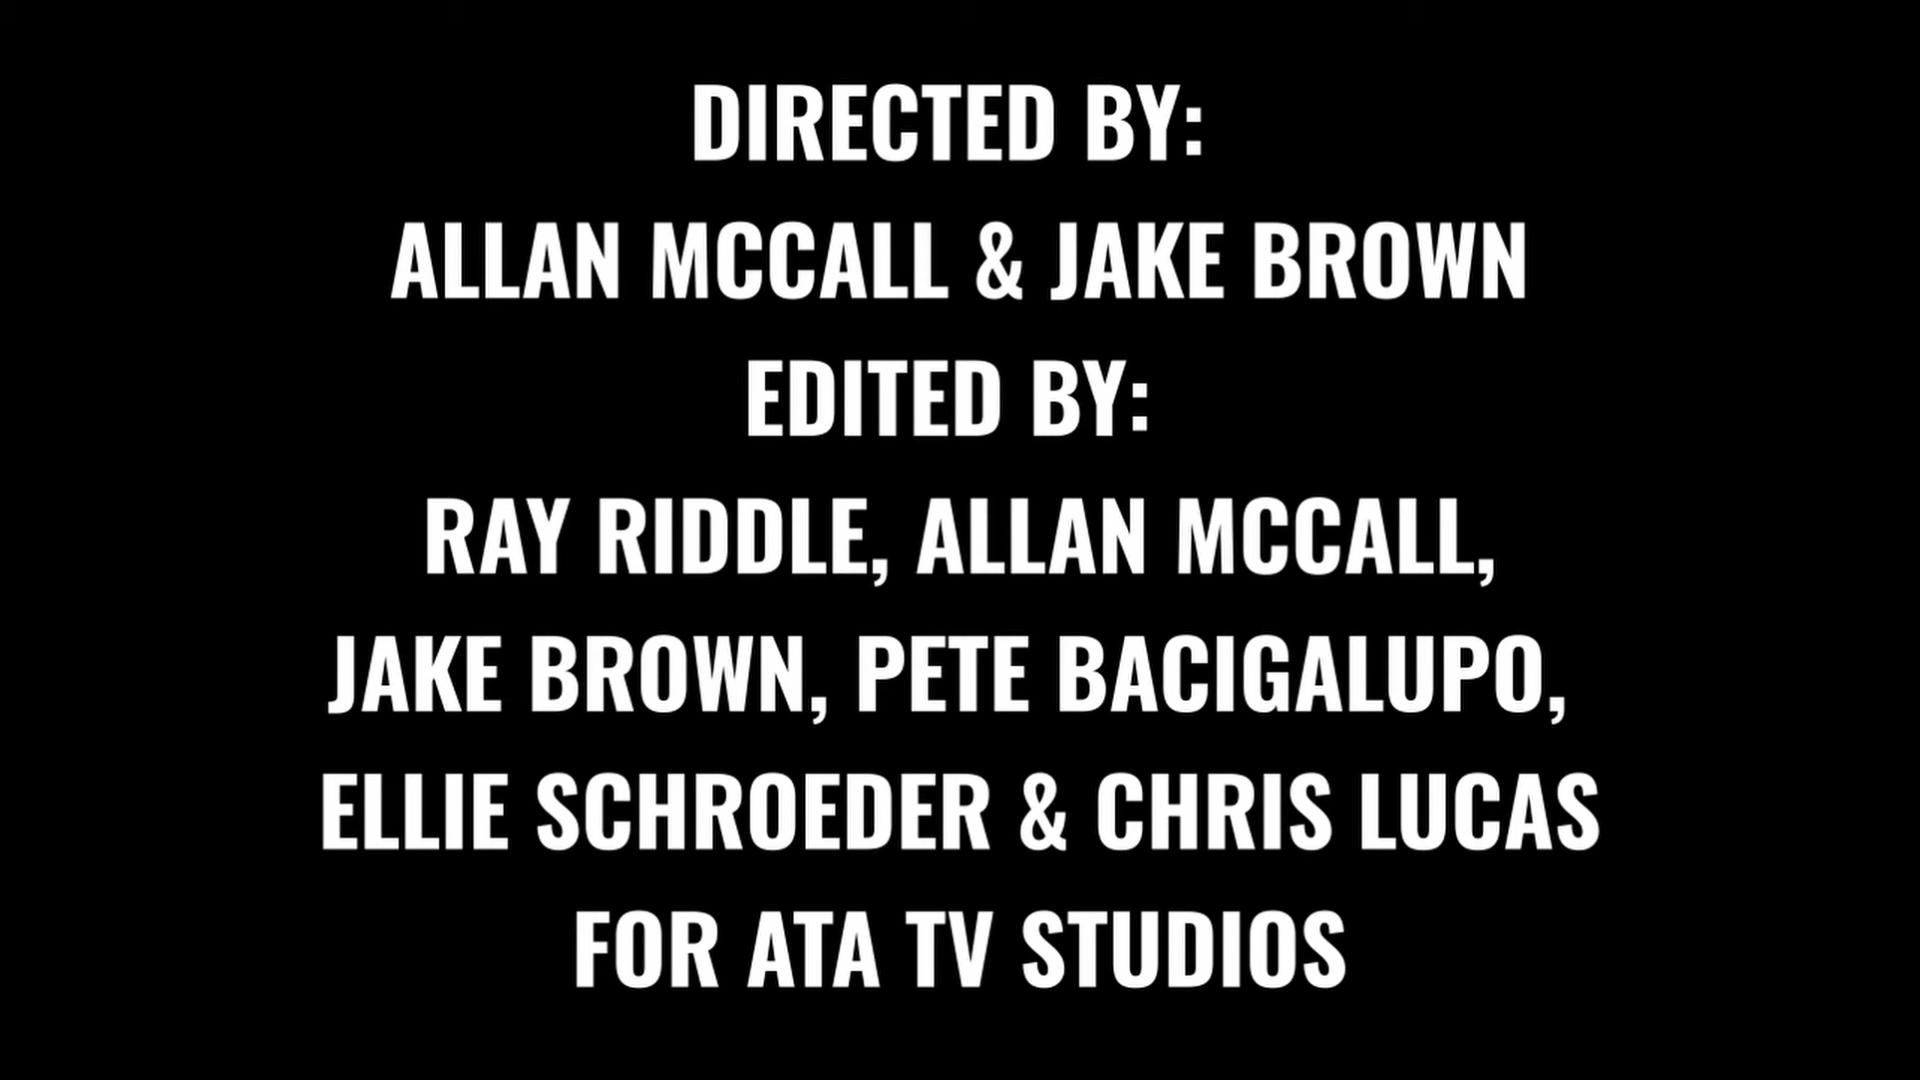 DIRECTED BY:
ALLAN MCCALL & JAKE BROWN
EDITED BY:
RAY RIDDLE, ALLAN MCCALL,
JAKE BROWN, PETE BACIGALUPO,
ELLIE SCHROEDER & CHRIS LUCAS
FOR ATA TV STUDIOS